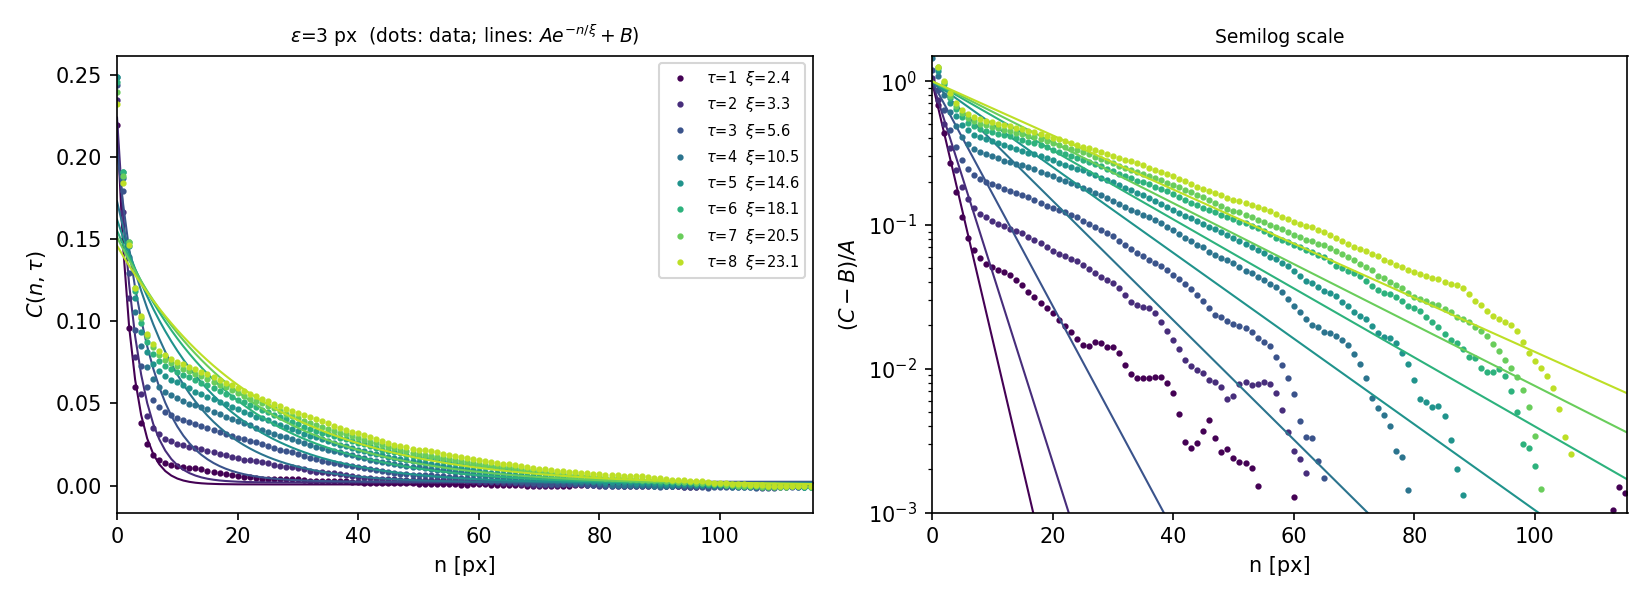 ε=3 px (dots: data; lines: Ae^{-n/ξ} + B)
0.25
0.20
0.15
0.10
0.05
0.00
C(n, τ)
0 20 40 60 80 100
n [px]
τ=1 ξ=2.4
τ=2 ξ=3.3
τ=3 ξ=5.6
τ=4 ξ=10.5
τ=5 ξ=14.6
τ=6 ξ=18.1
τ=7 ξ=20.5
τ=8 ξ=23.1
Semilog scale
10^0
10^{-1}
10^{-2}
10^{-3}
(C − B)/A
0 20 40 60 80 100
n [px]